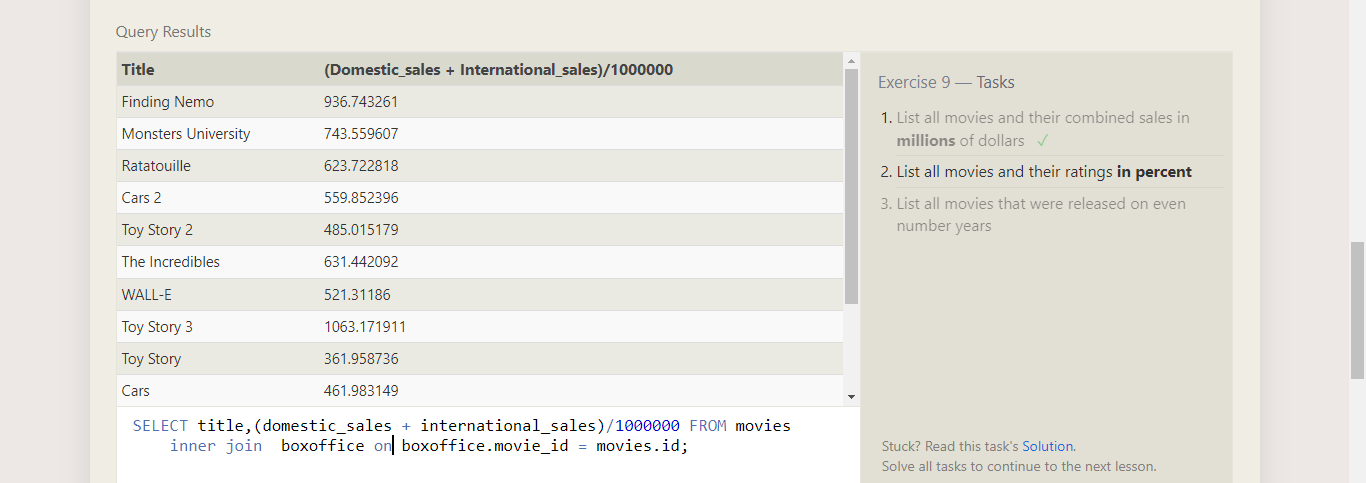 Query Results
Title (Domestic_sales + International_sales)/1000000
Finding Nemo 936.743261
Monsters University 743.559607
Ratatouille 623.722818
Cars 2 559.852396
Toy Story 2 485.015179
The Incredibles 631.442092
WALL-E 521.31186
Toy Story 3 1063.171911
Toy Story 361.958736
Cars 461.983149
SELECT title,(domestic_sales + international_sales)/1000000 FROM movies
inner join  boxoffice on boxoffice.movie_id = movies.id;
Exercise 9 — Tasks
1. List all movies and their combined sales in
millions of dollars ✓
2. List all movies and their ratings in percent
3. List all movies that were released on even
number years
Stuck? Read this task's Solution.
Solve all tasks to continue to the next lesson.